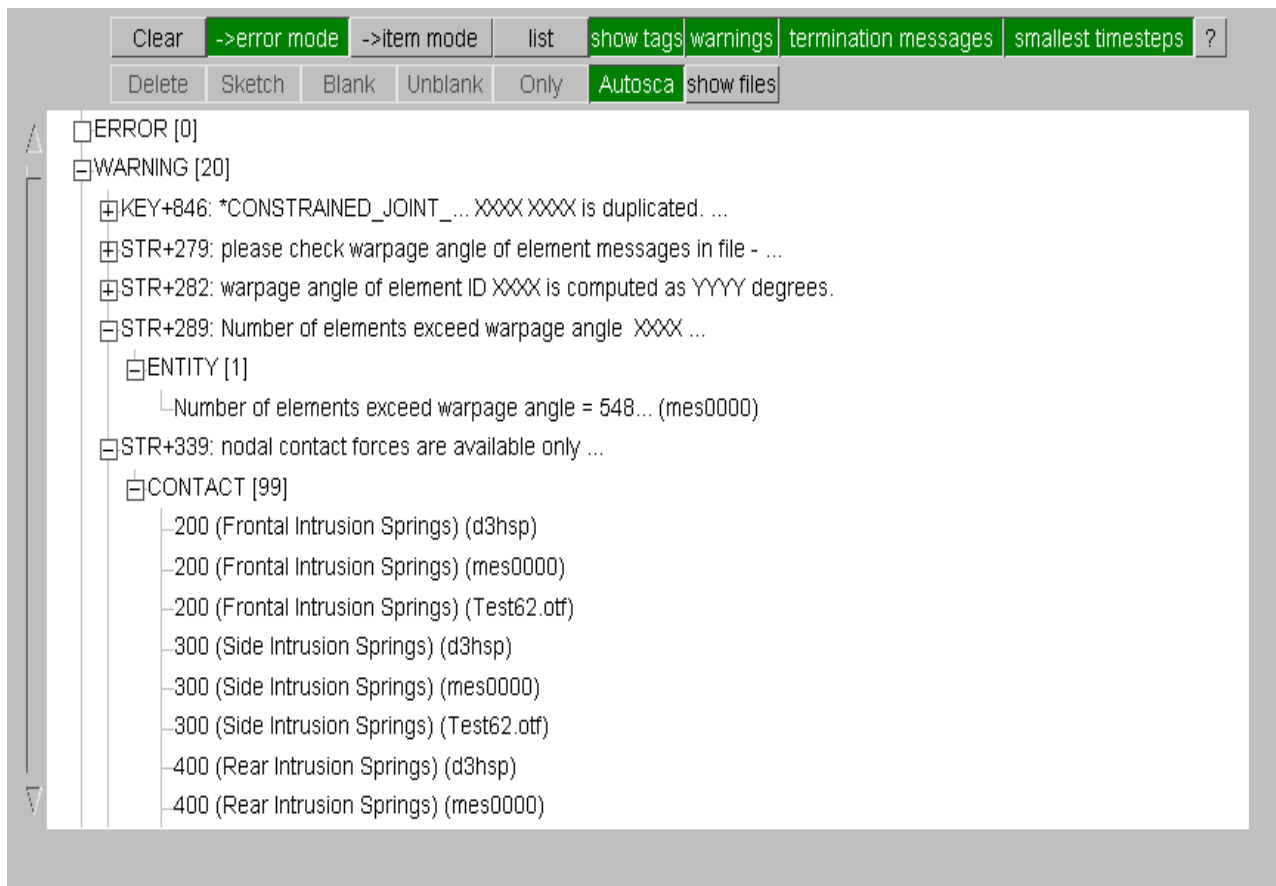 Clear ->error mode ->item mode list show tags warnings termination messages smallest timesteps ?
Delete Sketch Blank Unblank Only Autosca show files
ERROR [0]
WARNING [20]
KEY+846: *CONSTRAINED_JOINT_... XXXX XXXX is duplicated. ...
STR+279: please check warpage angle of element messages in file - ...
STR+282: warpage angle of element ID XXXX is computed as YYYY degrees.
STR+289: Number of elements exceed warpage angle  XXXX ...
ENTITY [1]
Number of elements exceed warpage angle = 548... (mes0000)
STR+339: nodal contact forces are available only ...
CONTACT [99]
200 (Frontal Intrusion Springs) (d3hsp)
200 (Frontal Intrusion Springs) (mes0000)
200 (Frontal Intrusion Springs) (Test62.otf)
300 (Side Intrusion Springs) (d3hsp)
300 (Side Intrusion Springs) (mes0000)
300 (Side Intrusion Springs) (Test62.otf)
400 (Rear Intrusion Springs) (d3hsp)
400 (Rear Intrusion Springs) (mes0000)